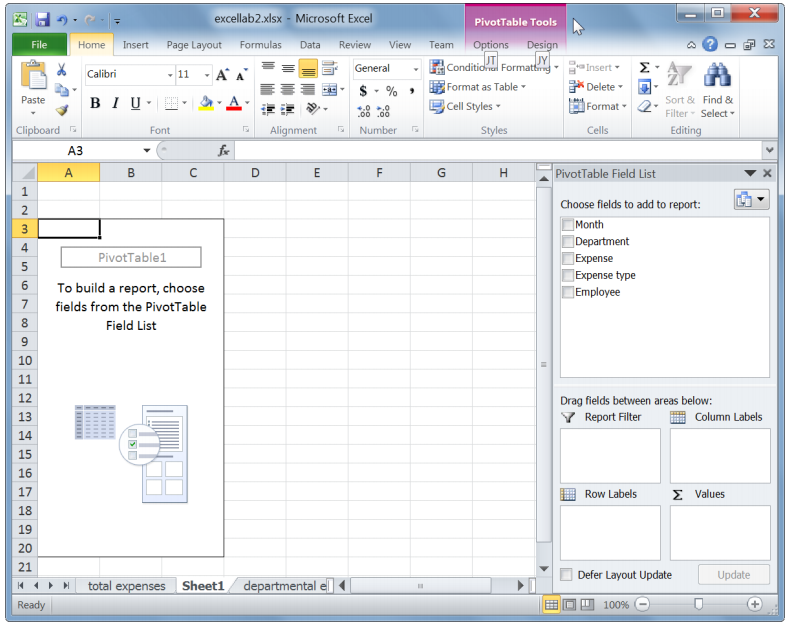 excellab2.xlsx - Microsoft Excel
PivotTable Tools
File Home Insert Page Layout Formulas Data Review View Team Options Design
JT JY
Paste
Calibri 11
General
Conditional Formatting
Format as Table
Cell Styles
Insert
Delete
Format
Sort & Filter
Find & Select
Clipboard Font Alignment Number Styles Cells Editing
A3 fx
A B C D E F G H
1
2
3
4
5
6
7
8
9
10
11
12
13
14
15
16
17
18
19
20
21
PivotTable1
To build a report, choose
fields from the PivotTable
Field List
PivotTable Field List
Choose fields to add to report:
Month
Department
Expense
Expense type
Employee
Drag fields between areas below:
Report Filter Column Labels
Row Labels Σ Values
Defer Layout Update Update
total expenses Sheet1 departmental e
Ready 100%